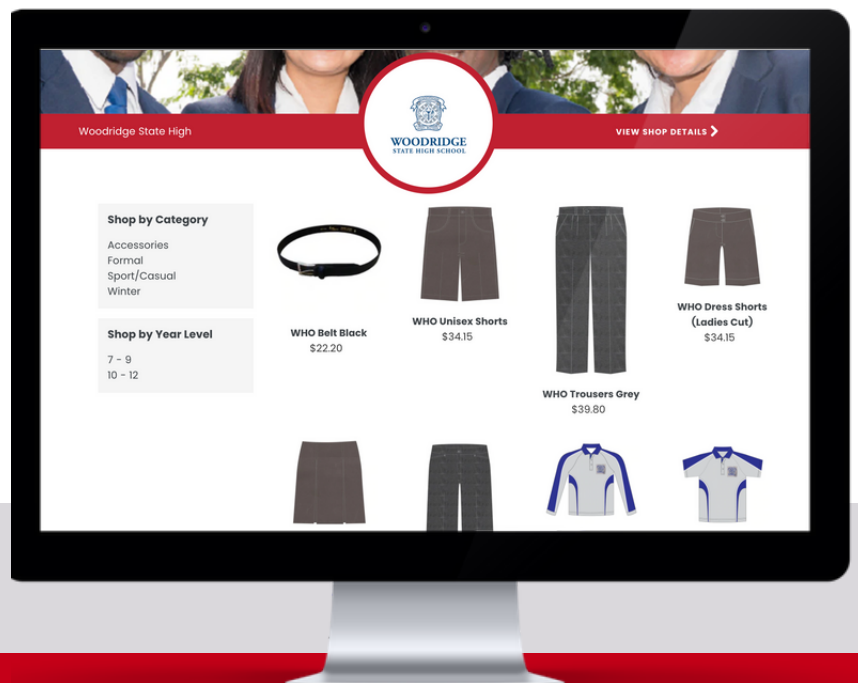 Woodridge State High
WOODRIDGE
STATE HIGH SCHOOL
VIEW SHOP DETAILS
Shop by Category
Accessories
Formal
Sport/Casual
Winter
Shop by Year Level
7 - 9
10 - 12
WHO Belt Black
$22.20
WHO Unisex Shorts
$34.15
WHO Trousers Grey
$39.80
WHO Dress Shorts
(Ladies Cut)
$34.15